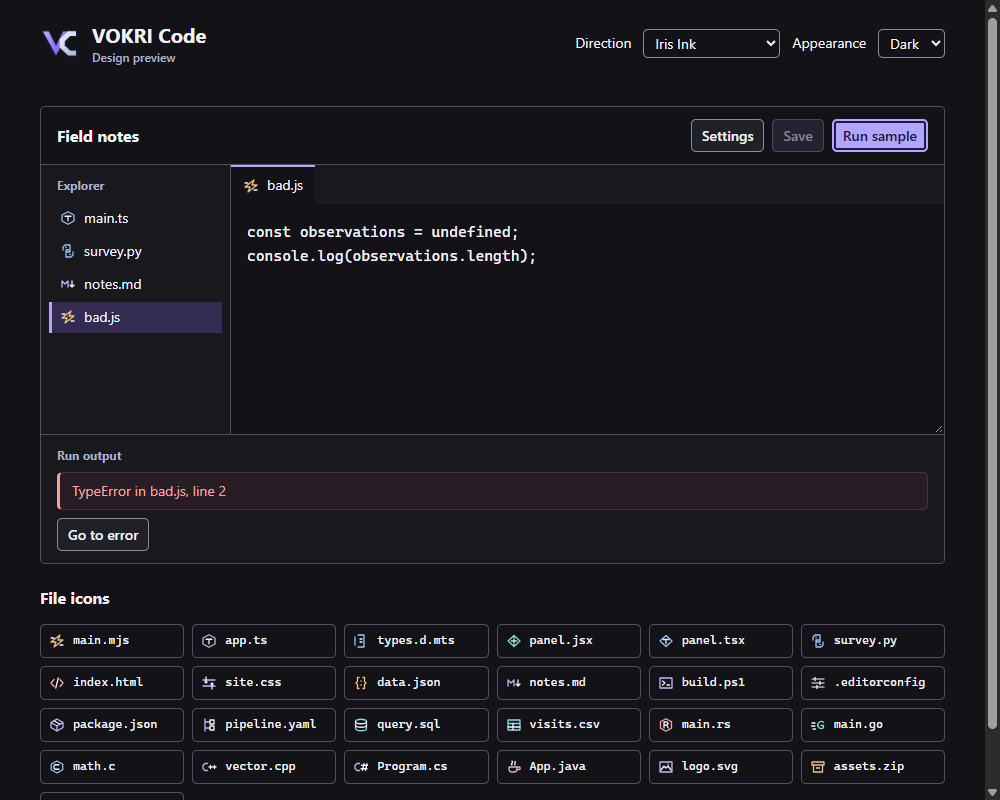 VOKRI Code
Design preview
Direction
Iris Ink
Appearance
Dark
Field notes
Settings
Save
Run sample
Explorer
main.ts
survey.py
notes.md
bad.js
bad.js
const observations = undefined;
console.log(observations.length);
Run output
TypeError in bad.js, line 2
Go to error
File icons
main.mjs
app.ts
types.d.mts
panel.jsx
panel.tsx
survey.py
index.html
site.css
data.json
notes.md
build.ps1
.editorconfig
package.json
pipeline.yaml
query.sql
visits.csv
main.rs
main.go
math.c
vector.cpp
Program.cs
App.java
logo.svg
assets.zip